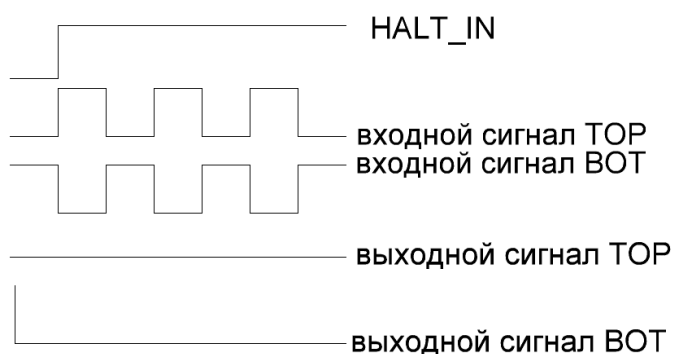 HALT_IN
входной сигнал TOP
входной сигнал BOT
выходной сигнал TOP
выходной сигнал BOT